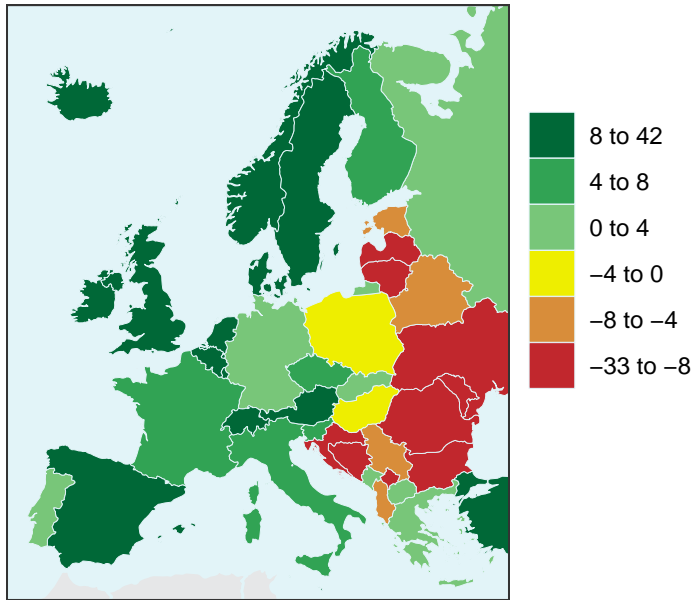 8 to 42
4 to 8
0 to 4
−4 to 0
−8 to −4
−33 to −8